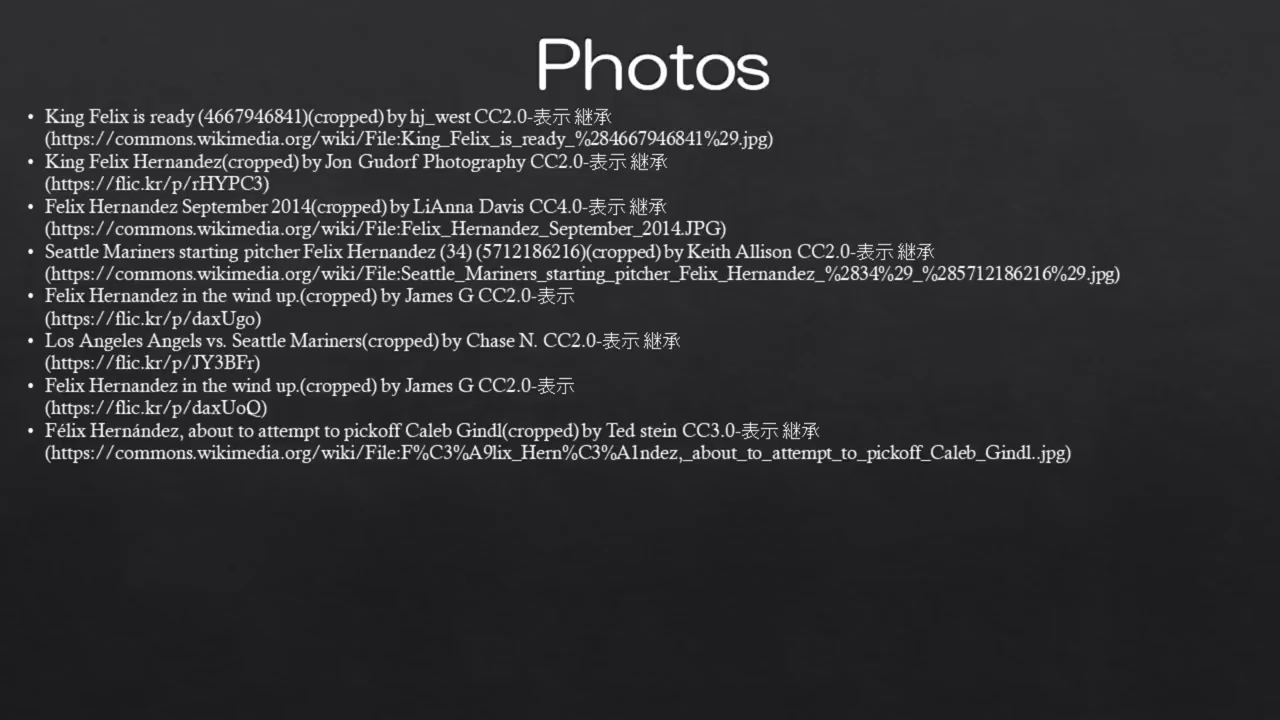 Photos
• King Felix is ready (4667946841)(cropped) by hj_west CC2.0-表示 継承
(https://commons.wikimedia.org/wiki/File:King_Felix_is_ready_%284667946841%29.jpg)
• King Felix Hernandez(cropped) by Jon Gudorf Photography CC2.0-表示 継承
(https://flic.kr/p/rHYPC3)
• Felix Hernandez September 2014(cropped) by LiAnna Davis CC4.0-表示 継承
(https://commons.wikimedia.org/wiki/File:Felix_Hernandez_September_2014.JPG)
• Seattle Mariners starting pitcher Felix Hernandez (34) (5712186216)(cropped) by Keith Allison CC2.0-表示 継承
(https://commons.wikimedia.org/wiki/File:Seattle_Mariners_starting_pitcher_Felix_Hernandez_%2834%29_%285712186216%29.jpg)
• Felix Hernandez in the wind up.(cropped) by James G CC2.0-表示
(https://flic.kr/p/daxUgo)
• Los Angeles Angels vs. Seattle Mariners(cropped) by Chase N. CC2.0-表示 継承
(https://flic.kr/p/JY3BFr)
• Felix Hernandez in the wind up.(cropped) by James G CC2.0-表示
(https://flic.kr/p/daxUoQ)
• Félix Hernández, about to attempt to pickoff Caleb Gindl(cropped) by Ted stein CC3.0-表示 継承
(https://commons.wikimedia.org/wiki/File:F%C3%A9lix_Hern%C3%A1ndez,_about_to_attempt_to_pickoff_Caleb_Gindl..jpg)